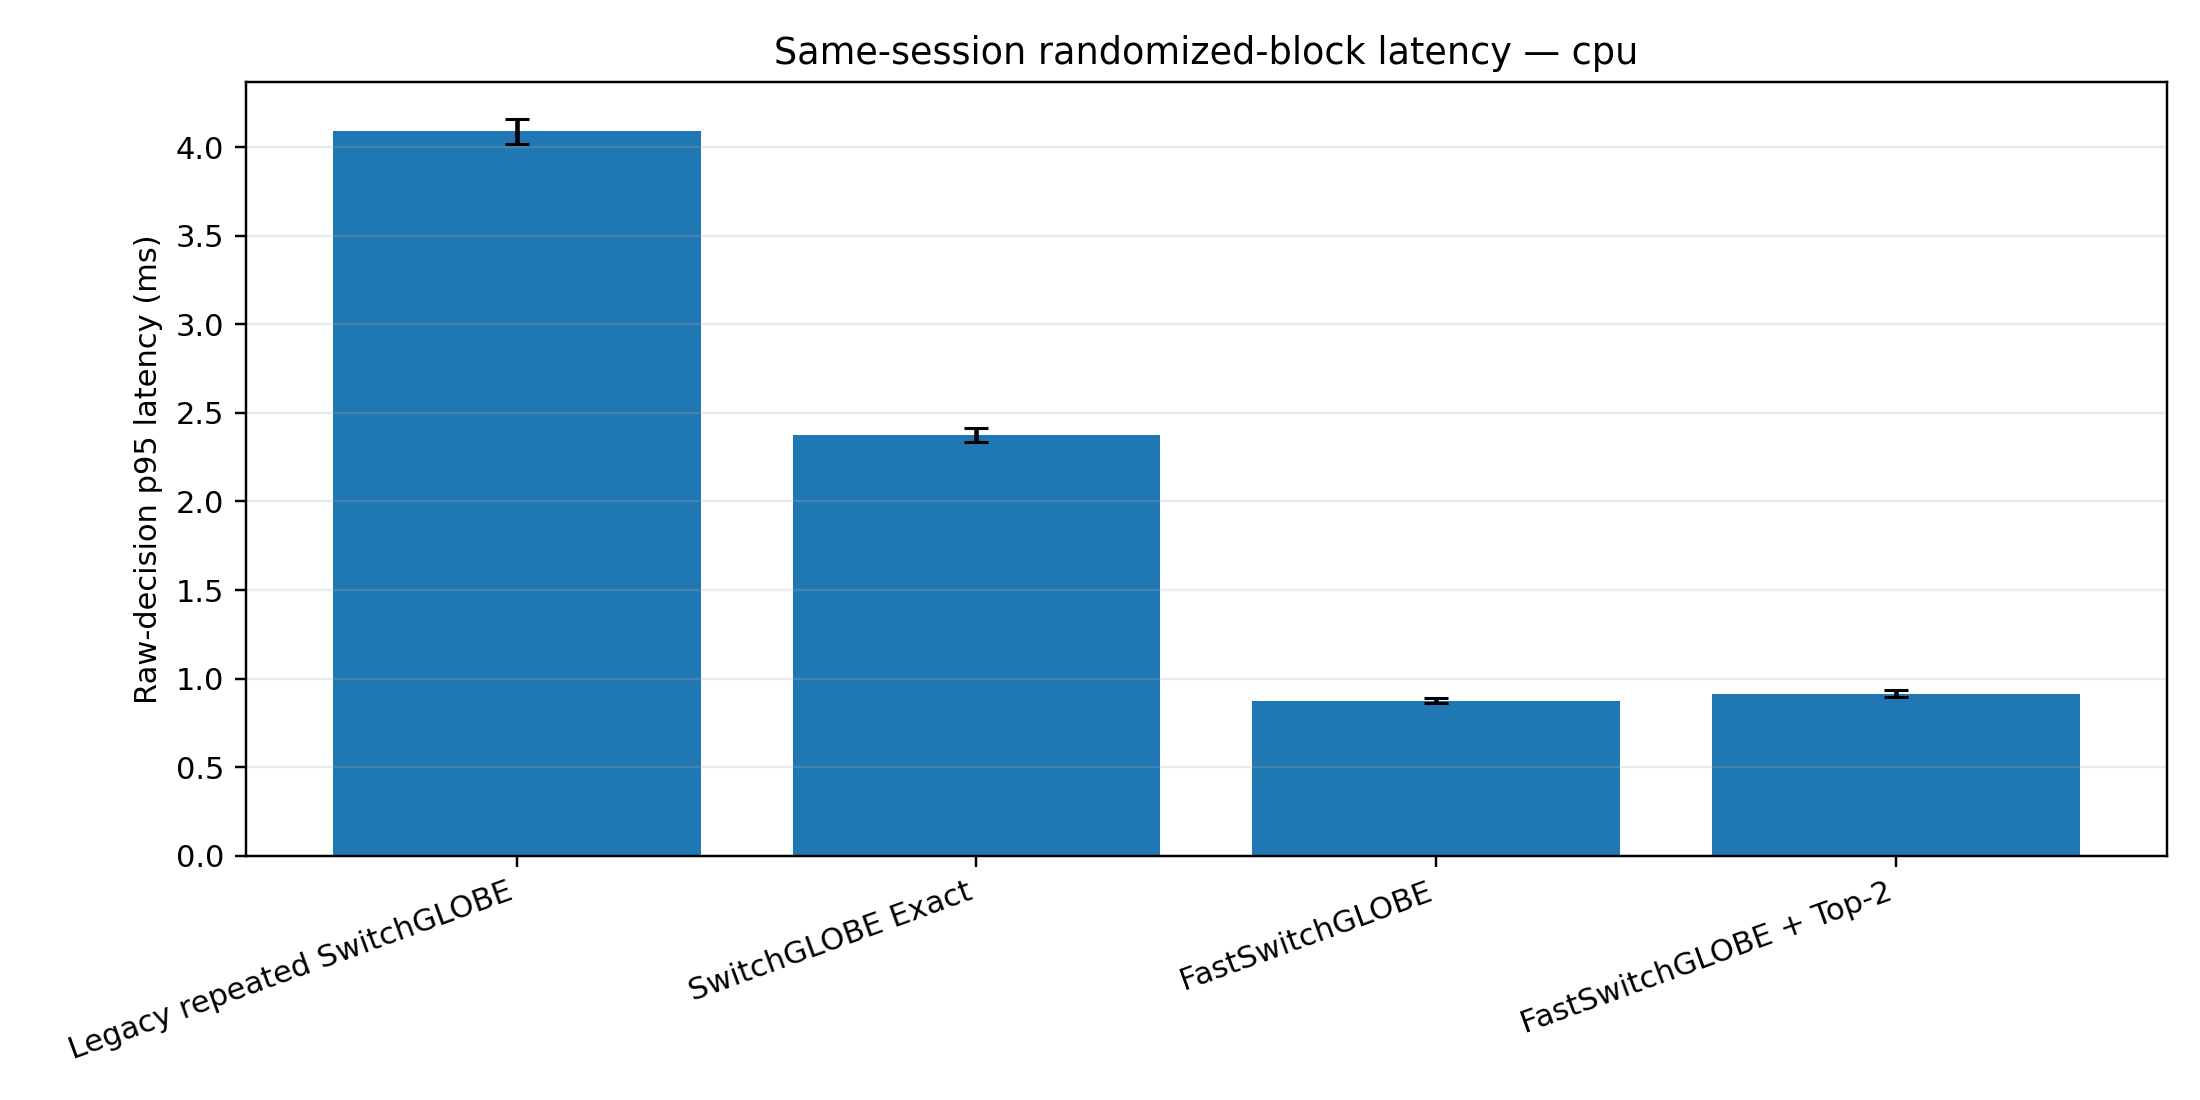 Same-session randomized-block latency — cpu
Raw-decision p95 latency (ms)
4.0
3.5
3.0
2.5
2.0
1.5
1.0
0.5
0.0
Legacy repeated SwitchGLOBE
SwitchGLOBE Exact
FastSwitchGLOBE
FastSwitchGLOBE + Top-2